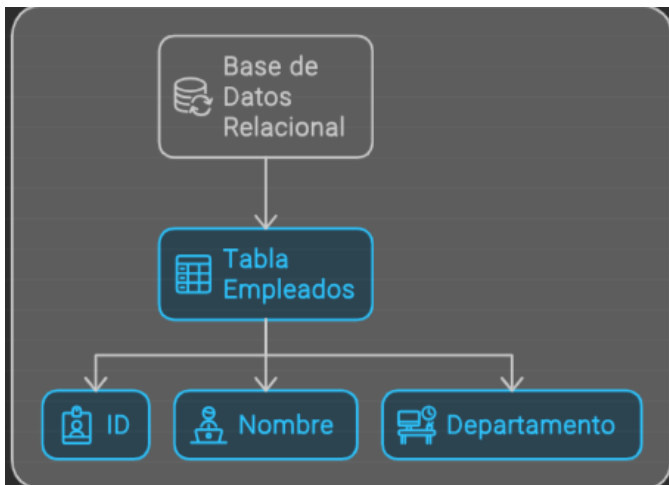 Base de
Datos
Relacional
Tabla
Empleados
ID
Nombre
Departamento